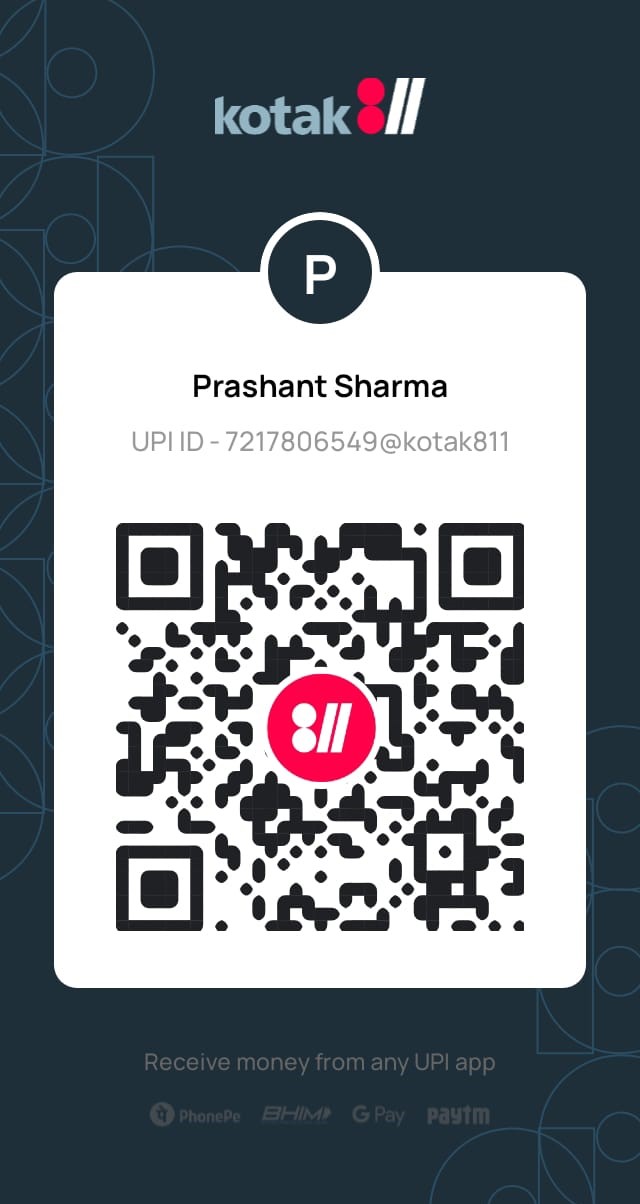 kotak 811
P
Prashant Sharma
UPI ID - 7217806549@kotak811
811
Receive money from any UPI app
PhonePe BHIM G Pay paytm